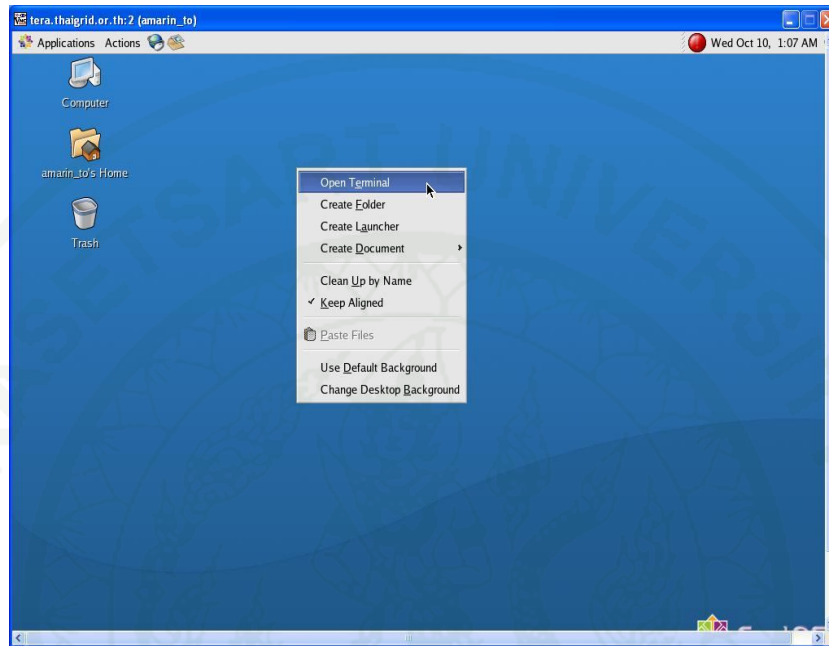 tera.thaigrid.or.th:2 (amarin_to)
Applications Actions Wed Oct 10, 1:07 AM
Computer
amarin_to's Home
Trash
Open Terminal
Create Folder
Create Launcher
Create Document
Clean Up by Name
Keep Aligned
Paste Files
Use Default Background
Change Desktop Background